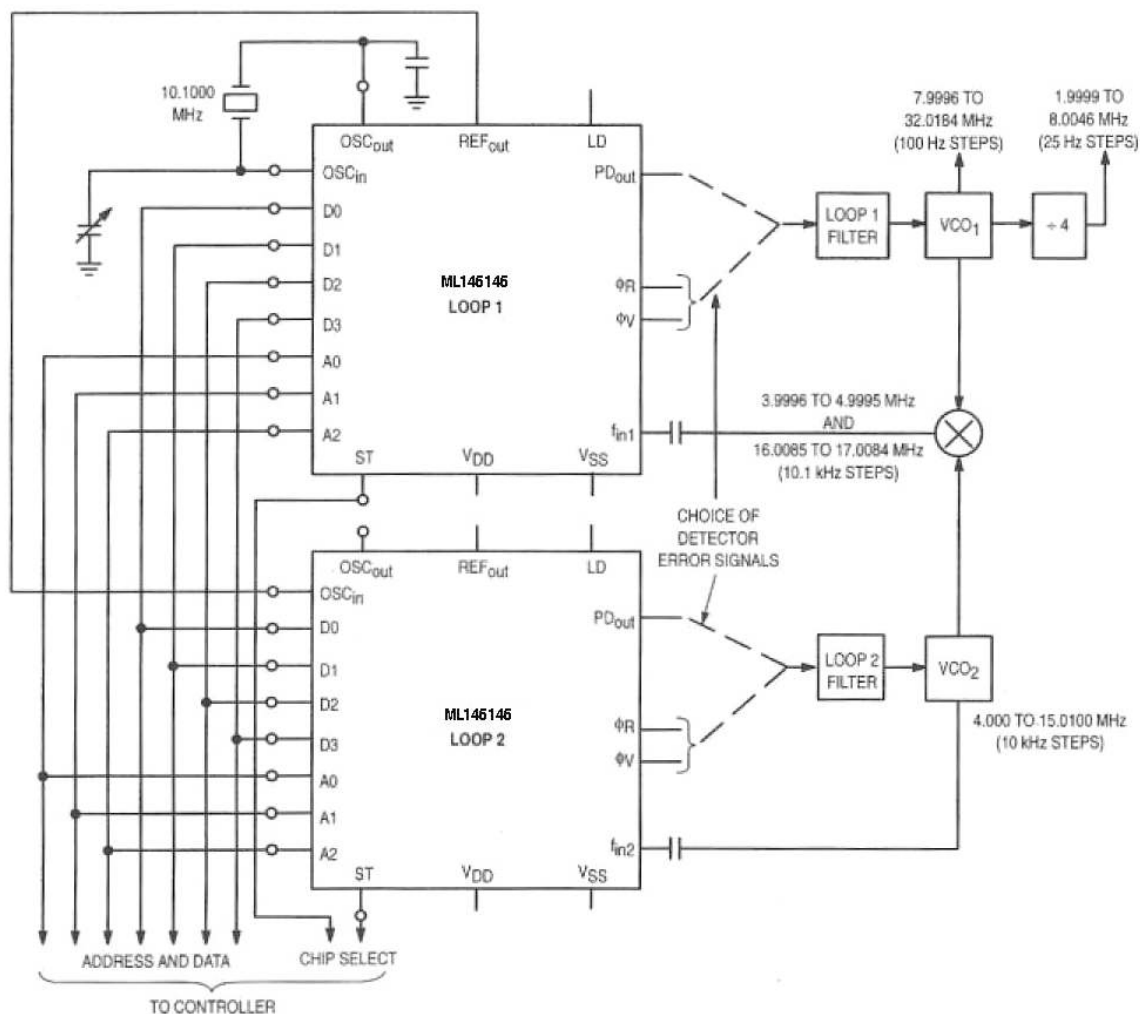 10.1000
MHz
7.9996 TO
32.0184 MHz
(100 Hz STEPS)
1.9999 TO
8.0046 MHz
(25 Hz STEPS)
OSCout
REFout
LD
OSCin
D0
D1
D2
D3
A0
A1
A2
ST
VDD
VSS
PDout
ϕR
ϕV
fin1
ML145145
LOOP 1
LOOP 1
FILTER
VCO1
÷ 4
3.9996 TO 4.9995 MHz
AND
16.0085 TO 17.0084 MHz
(10.1 kHz STEPS)
CHOICE OF
DETECTOR
ERROR SIGNALS
OSCout
REFout
LD
OSCin
D0
D1
D2
D3
A0
A1
A2
ST
VDD
VSS
PDout
ϕR
ϕV
fin2
ML145145
LOOP 2
LOOP 2
FILTER
VCO2
4.000 TO 15.0100 MHz
(10 kHz STEPS)
ADDRESS AND DATA
CHIP SELECT
TO CONTROLLER